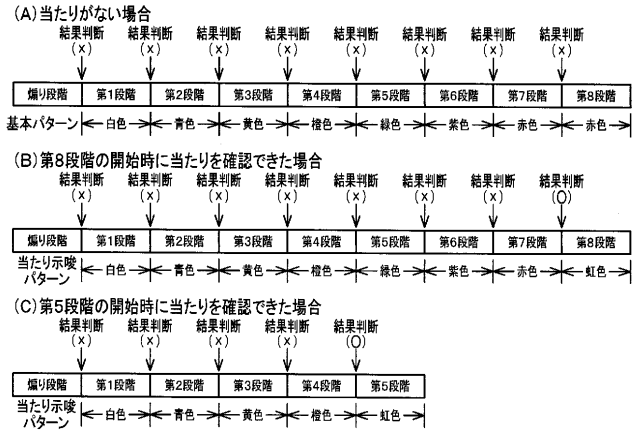 (A)当たりがない場合
結果判断 結果判断 結果判断 結果判断 結果判断 結果判断 結果判断 結果判断
(×) (×) (×) (×) (×) (×) (×) (×)
煽り段階 第1段階 第2段階 第3段階 第4段階 第5段階 第6段階 第7段階 第8段階
基本パターン 白色 青色 黄色 橙色 緑色 紫色 赤色 赤色
(B)第8段階の開始時に当たりを確認できた場合
結果判断 結果判断 結果判断 結果判断 結果判断 結果判断 結果判断 結果判断
(×) (×) (×) (×) (×) (×) (×) (○)
煽り段階 第1段階 第2段階 第3段階 第4段階 第5段階 第6段階 第7段階 第8段階
当たり示唆
パターン 白色 青色 黄色 橙色 緑色 紫色 赤色 虹色
(C)第5段階の開始時に当たりを確認できた場合
結果判断 結果判断 結果判断 結果判断 結果判断
(×) (×) (×) (×) (○)
煽り段階 第1段階 第2段階 第3段階 第4段階 第5段階
当たり示唆
パターン 白色 青色 黄色 橙色 虹色